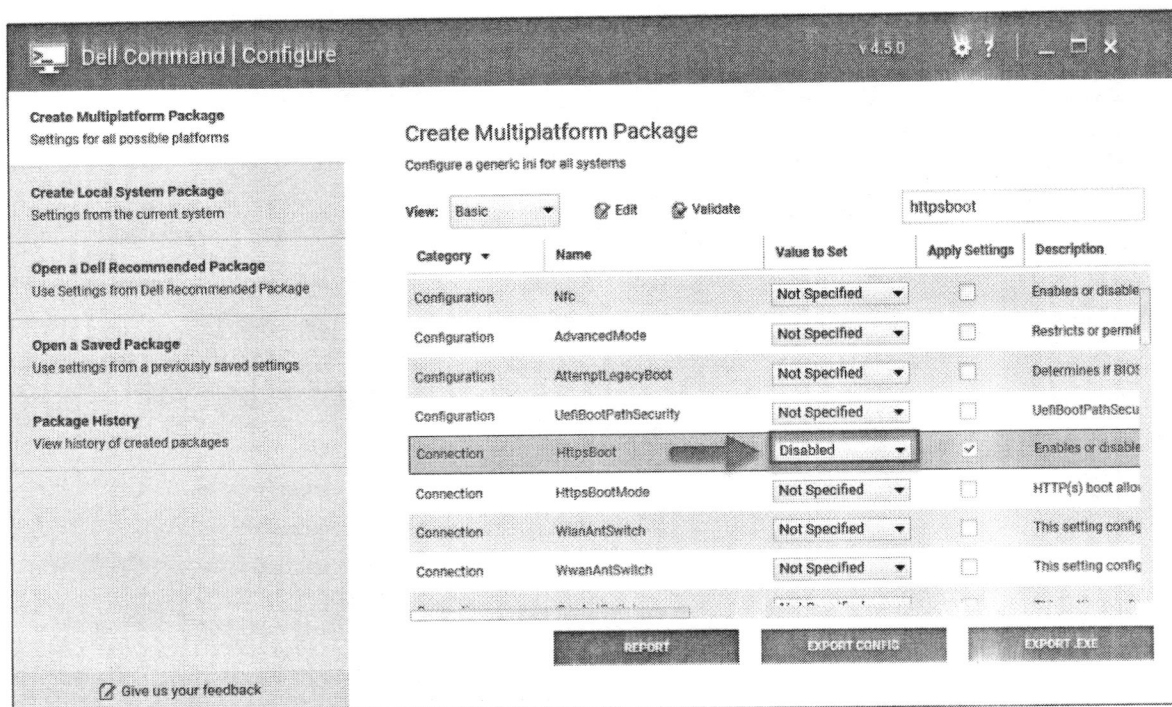 Dell Command | Configure
v 4.5.0
?
Create Multiplatform Package
Settings for all possible platforms
Create Local System Package
Settings from the current system
Open a Dell Recommended Package
Use Settings from Dell Recommended Package
Open a Saved Package
Use settings from a previously saved settings
Package History
View history of created packages
Give us your feedback
Create Multiplatform Package
Configure a generic ini for all systems
View: Basic Edit Validate httpsboot
Category Name Value to Set Apply Settings Description
Configuration Nfc Not Specified Enables or disable
Configuration AdvancedMode Not Specified Restricts or permit
Configuration AttemptLegacyBoot Not Specified Determines if BIOS
Configuration UefiBootPathSecurity Not Specified UefiBootPathSecu
Connection HttpsBoot Disabled Enables or disable
Connection HttpsBootMode Not Specified HTTP(s) boot allow
Connection WlanAntSwitch Not Specified This setting config
Connection WwanAntSwitch Not Specified This setting config
REPORT EXPORT CONFIG EXPORT .EXE